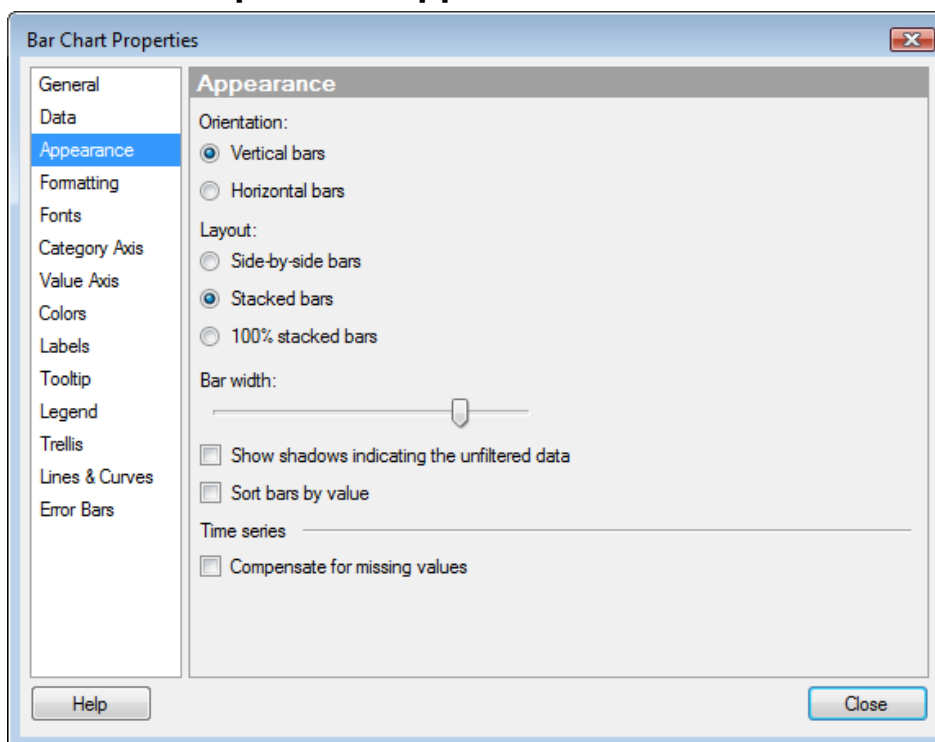 Bar Chart Properties
General
Data
Appearance
Formatting
Fonts
Category Axis
Value Axis
Colors
Labels
Tooltip
Legend
Trellis
Lines & Curves
Error Bars
Appearance
Orientation:
Vertical bars
Horizontal bars
Layout:
Side-by-side bars
Stacked bars
100% stacked bars
Bar width:
Show shadows indicating the unfiltered data
Sort bars by value
Time series
Compensate for missing values
Help
Close